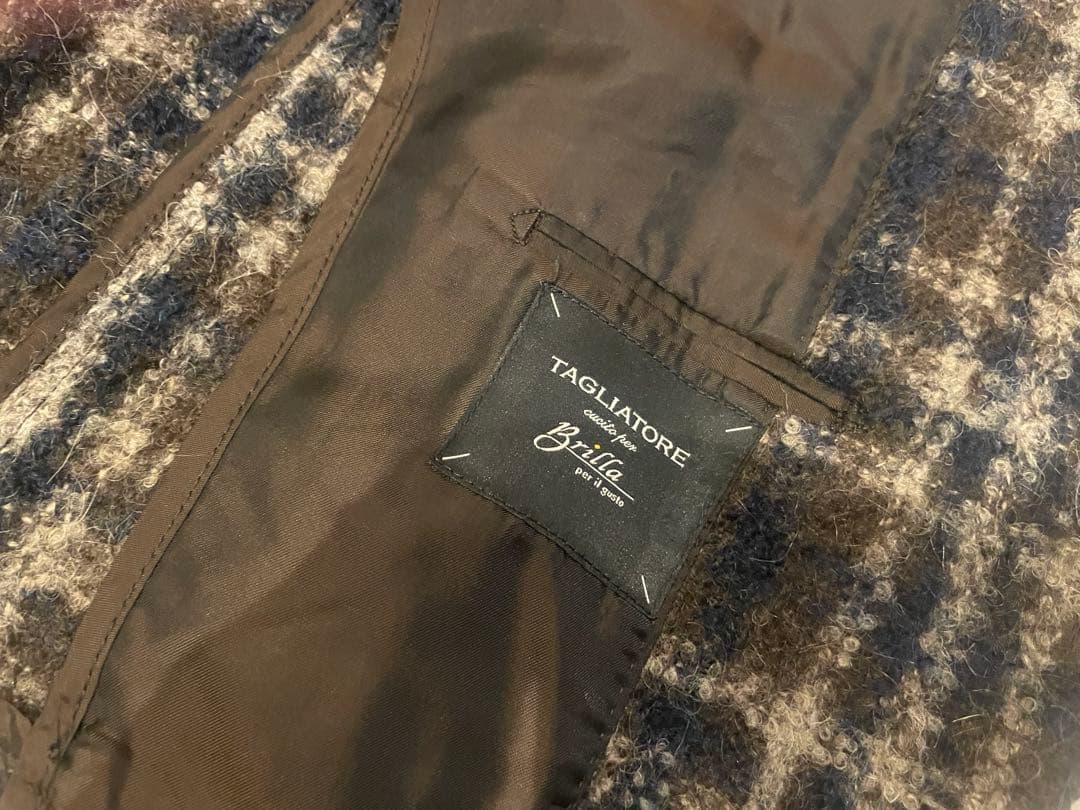 TAGLIATORE
cucito per
Brilla
per il gusto